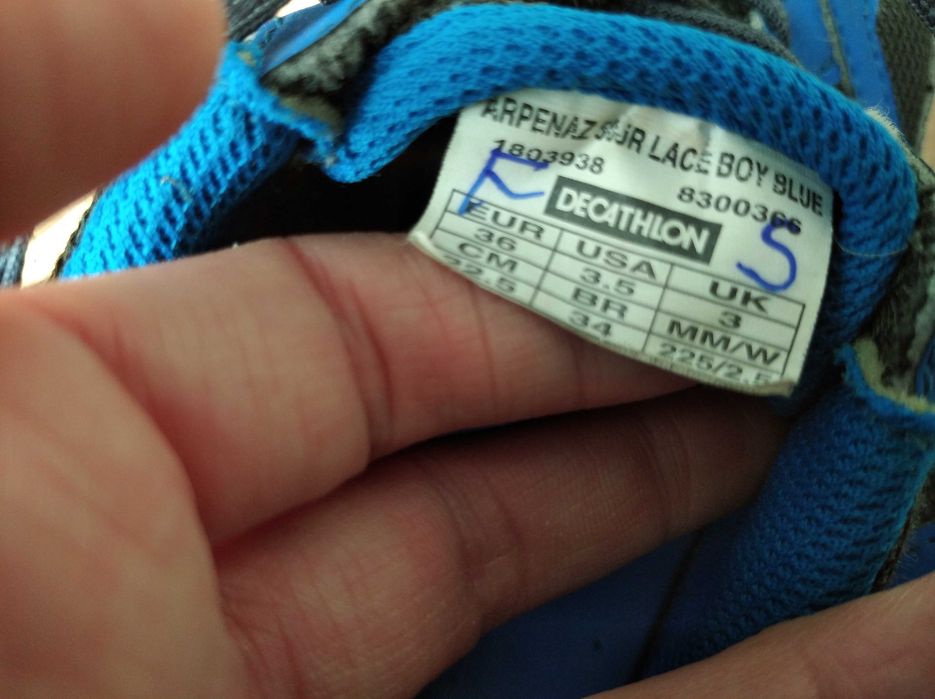 ARPENAZ JUR LACE BOY BLUE
1803938 8300366
F DECATHLON S
EUR USA UK
36 3.5 3
CM BR MM/W
22.5 34 225/2.5